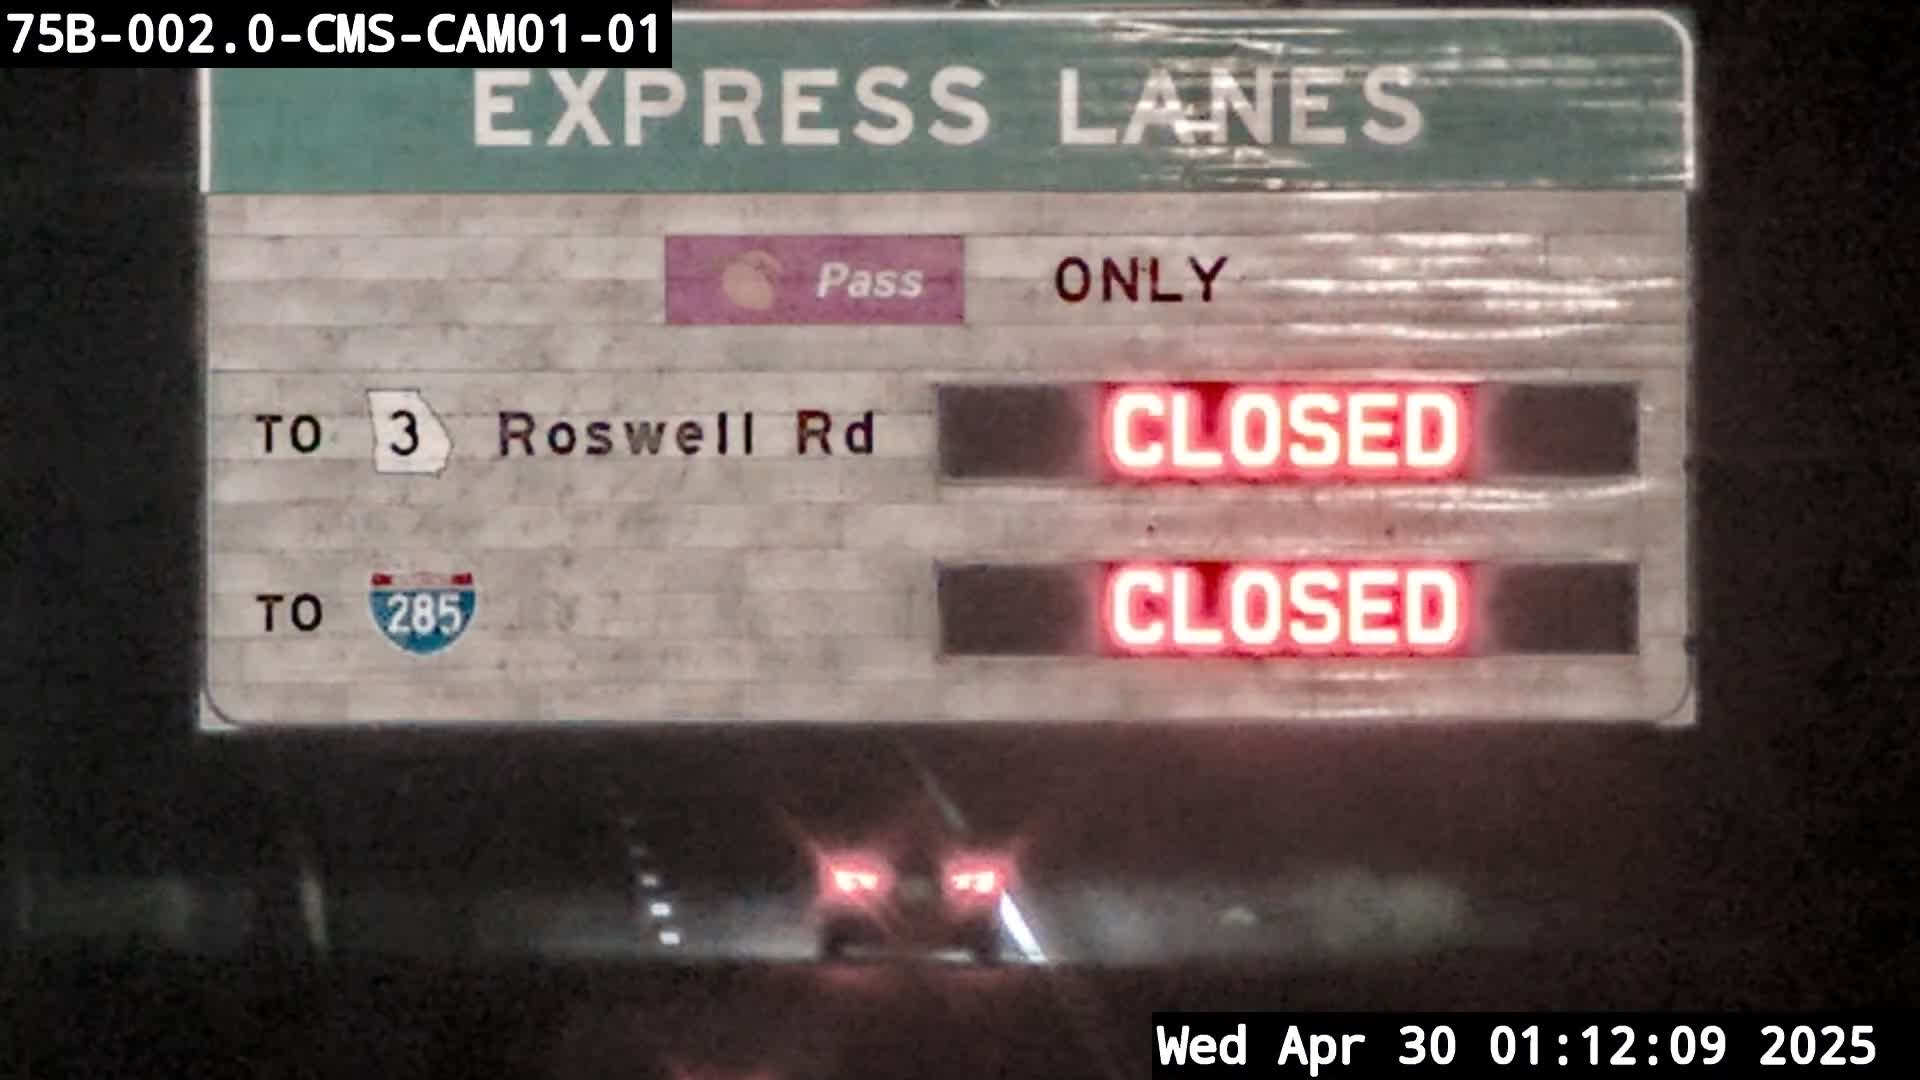 75B-002.0-CMS-CAM01-01
EXPRESS LANES
Pass ONLY
TO 3 Roswell Rd CLOSED
TO 285 CLOSED
Wed Apr 30 01:12:09 2025